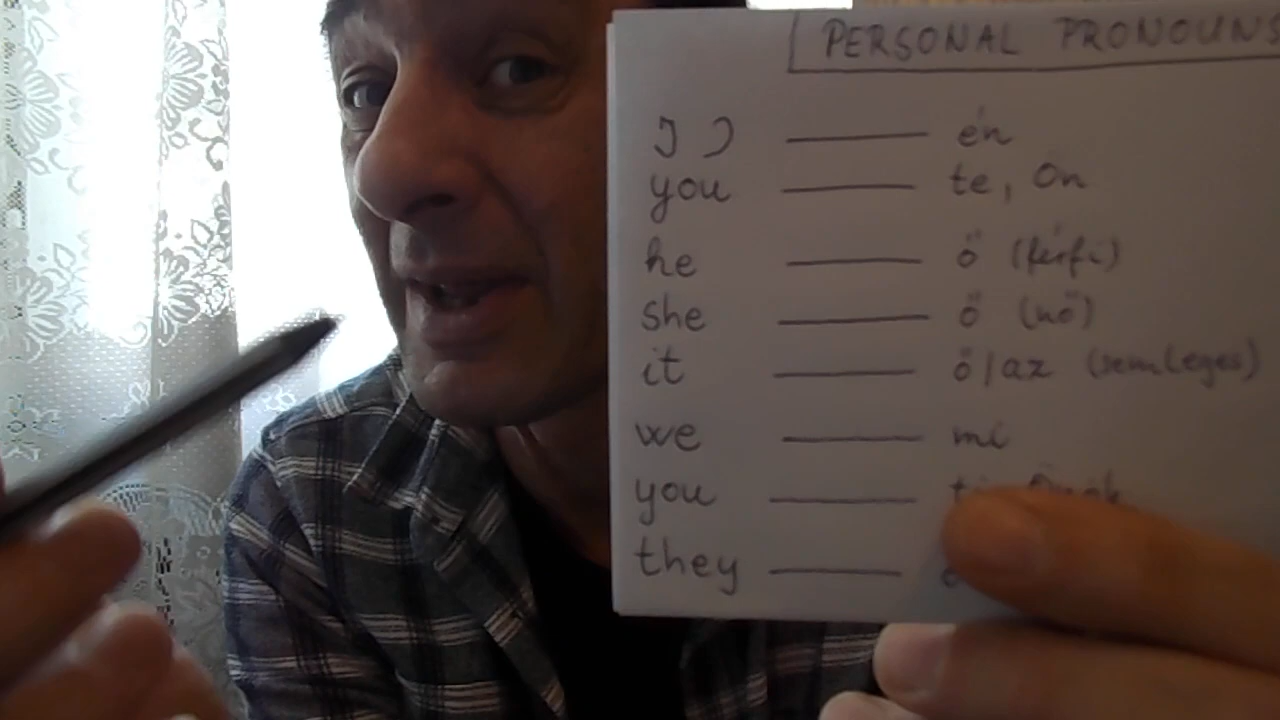 PERSONAL PRONOUNS
I I —— én
you —— te, Ön
he —— ő (férfi)
she —— ő (nő)
it —— ő/az (semleges)
we —— mi
you ——
they ——